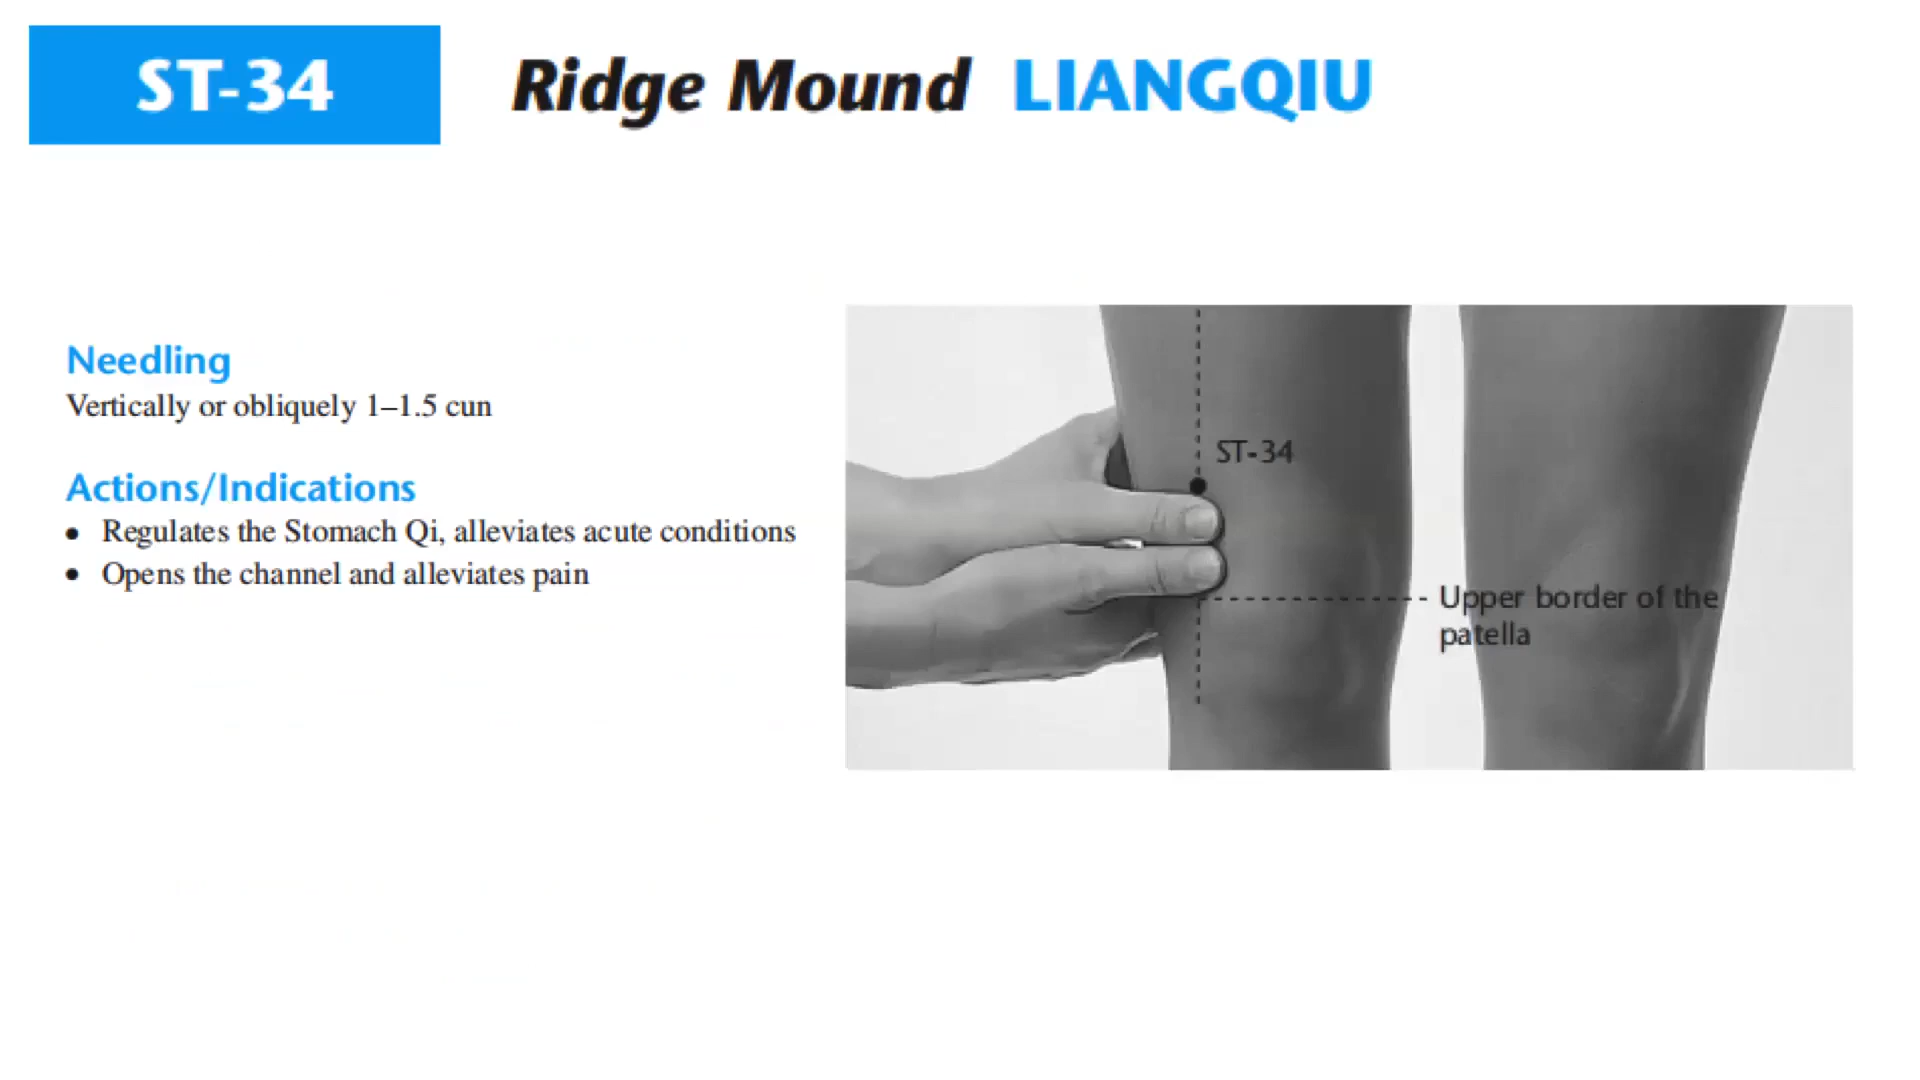 ST-34
Ridge Mound LIANGQIU
Needling
Vertically or obliquely 1–1.5 cun
Actions/Indications
• Regulates the Stomach Qi, alleviates acute conditions
• Opens the channel and alleviates pain
ST-34
Upper border of the
patella